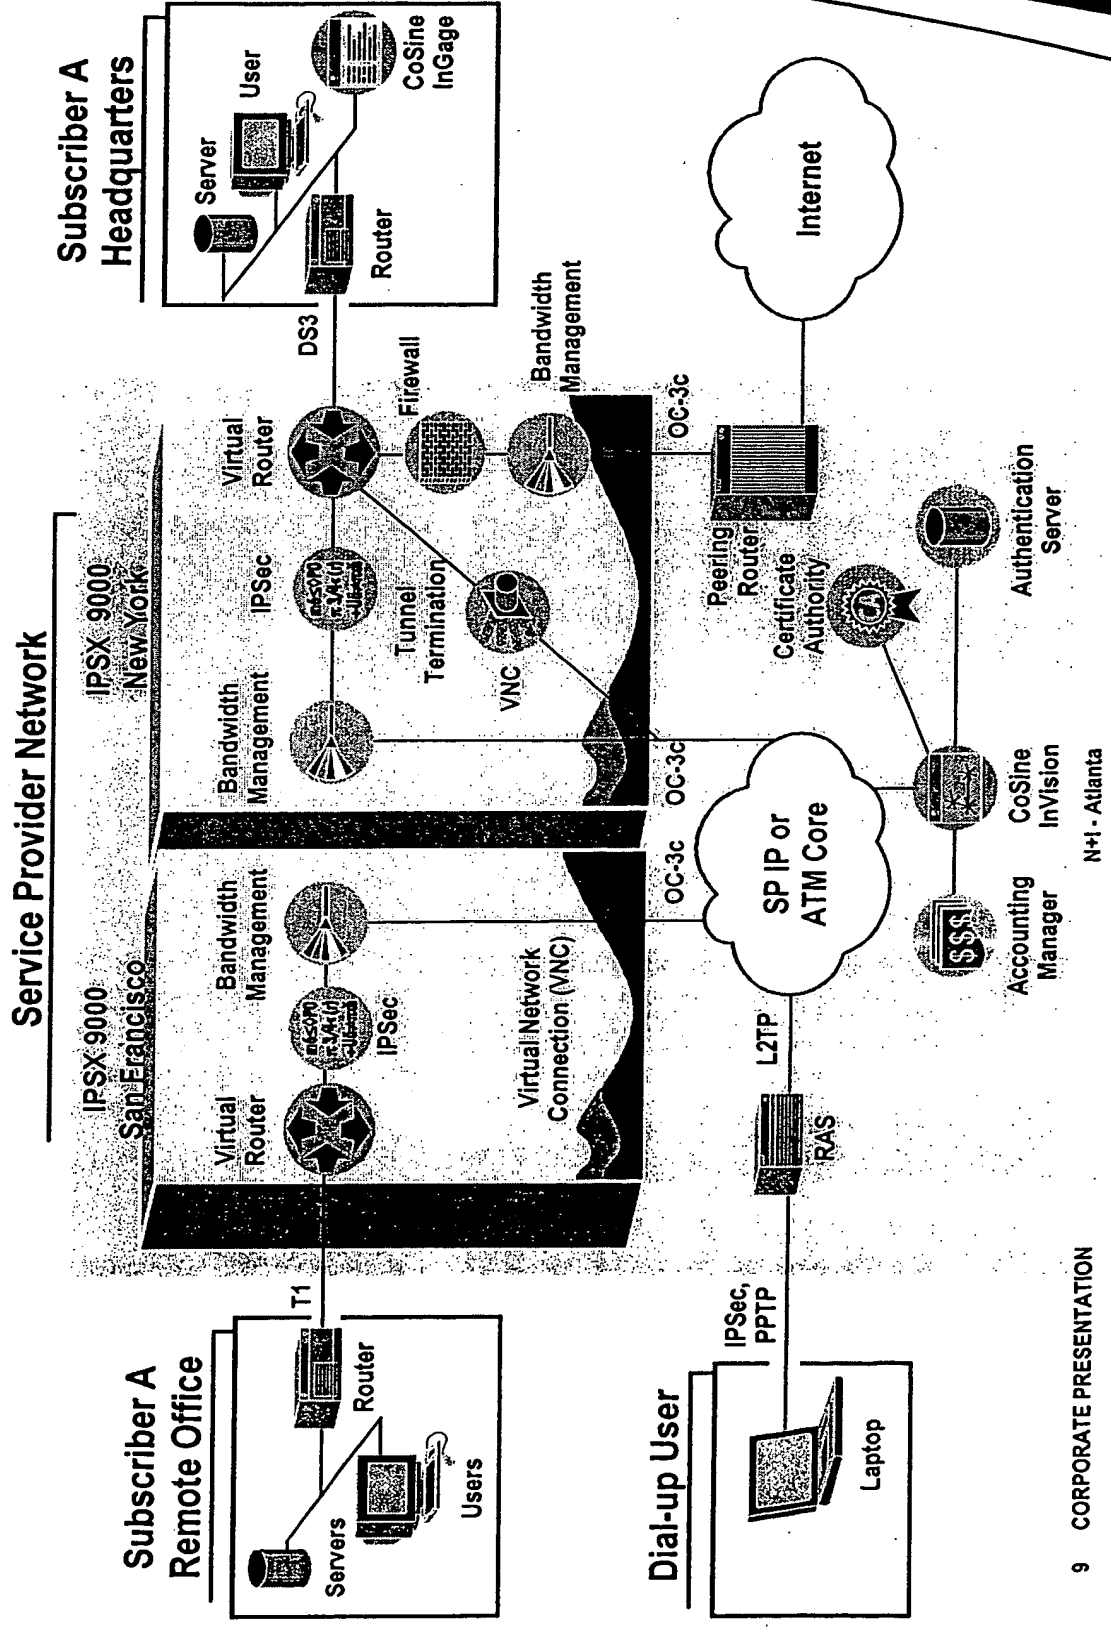 Service Provider Network
Subscriber A
Remote Office
T1
Router
Servers
Users
IPSX 9000
San Francisco
Virtual
Router
IPSec
Bandwidth
Management
Virtual Network
Connection (VNC)
OC-3c
IPSX 9000
New York
Bandwidth
Management
IPSec
Virtual
Router
Tunnel
Termination
VNC
Firewall
Bandwidth
Management
OC-3c
OC-3c
DS3
Subscriber A
Headquarters
Server
User
Router
CoSine
InGage
Dial-up User
Laptop
IPSec,
PPTP
RAS
L2TP
SP IP or
ATM Core
Peering
Router
Internet
Certificate
Authority
CA
Authentication
Server
CoSine
InVision
Accounting
Manager
$$$
9 CORPORATE PRESENTATION
N+I - Atlanta